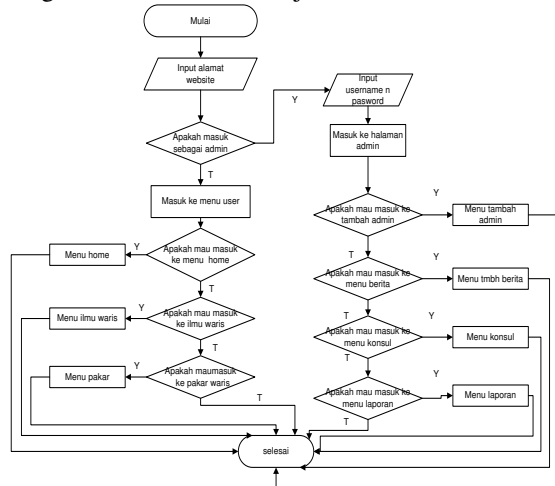 Mulai
Input alamat
website
Input
username n
pasword
Y
Apakah masuk
sebagai admin
Masuk ke halaman
admin
T
Masuk ke menu user
Apakah mau masuk ke
tambah admin
Y
Menu tambah
admin
T
Menu home
Y
Apakah mau masuk
ke menu home
T
Apakah mau masuk ke
menu berita
Y
Menu tmbh berita
T
Menu ilmu waris
Y
Apakah mau masuk
ke ilmu waris
T
Apakah mau masuk ke
menu konsul
Y
Menu konsul
T
Menu pakar
Y
Apakah maumasuk
ke pakar waris
T
Apakah mau masuk ke
menu laporan
Y
Menu laporan
T
selesai